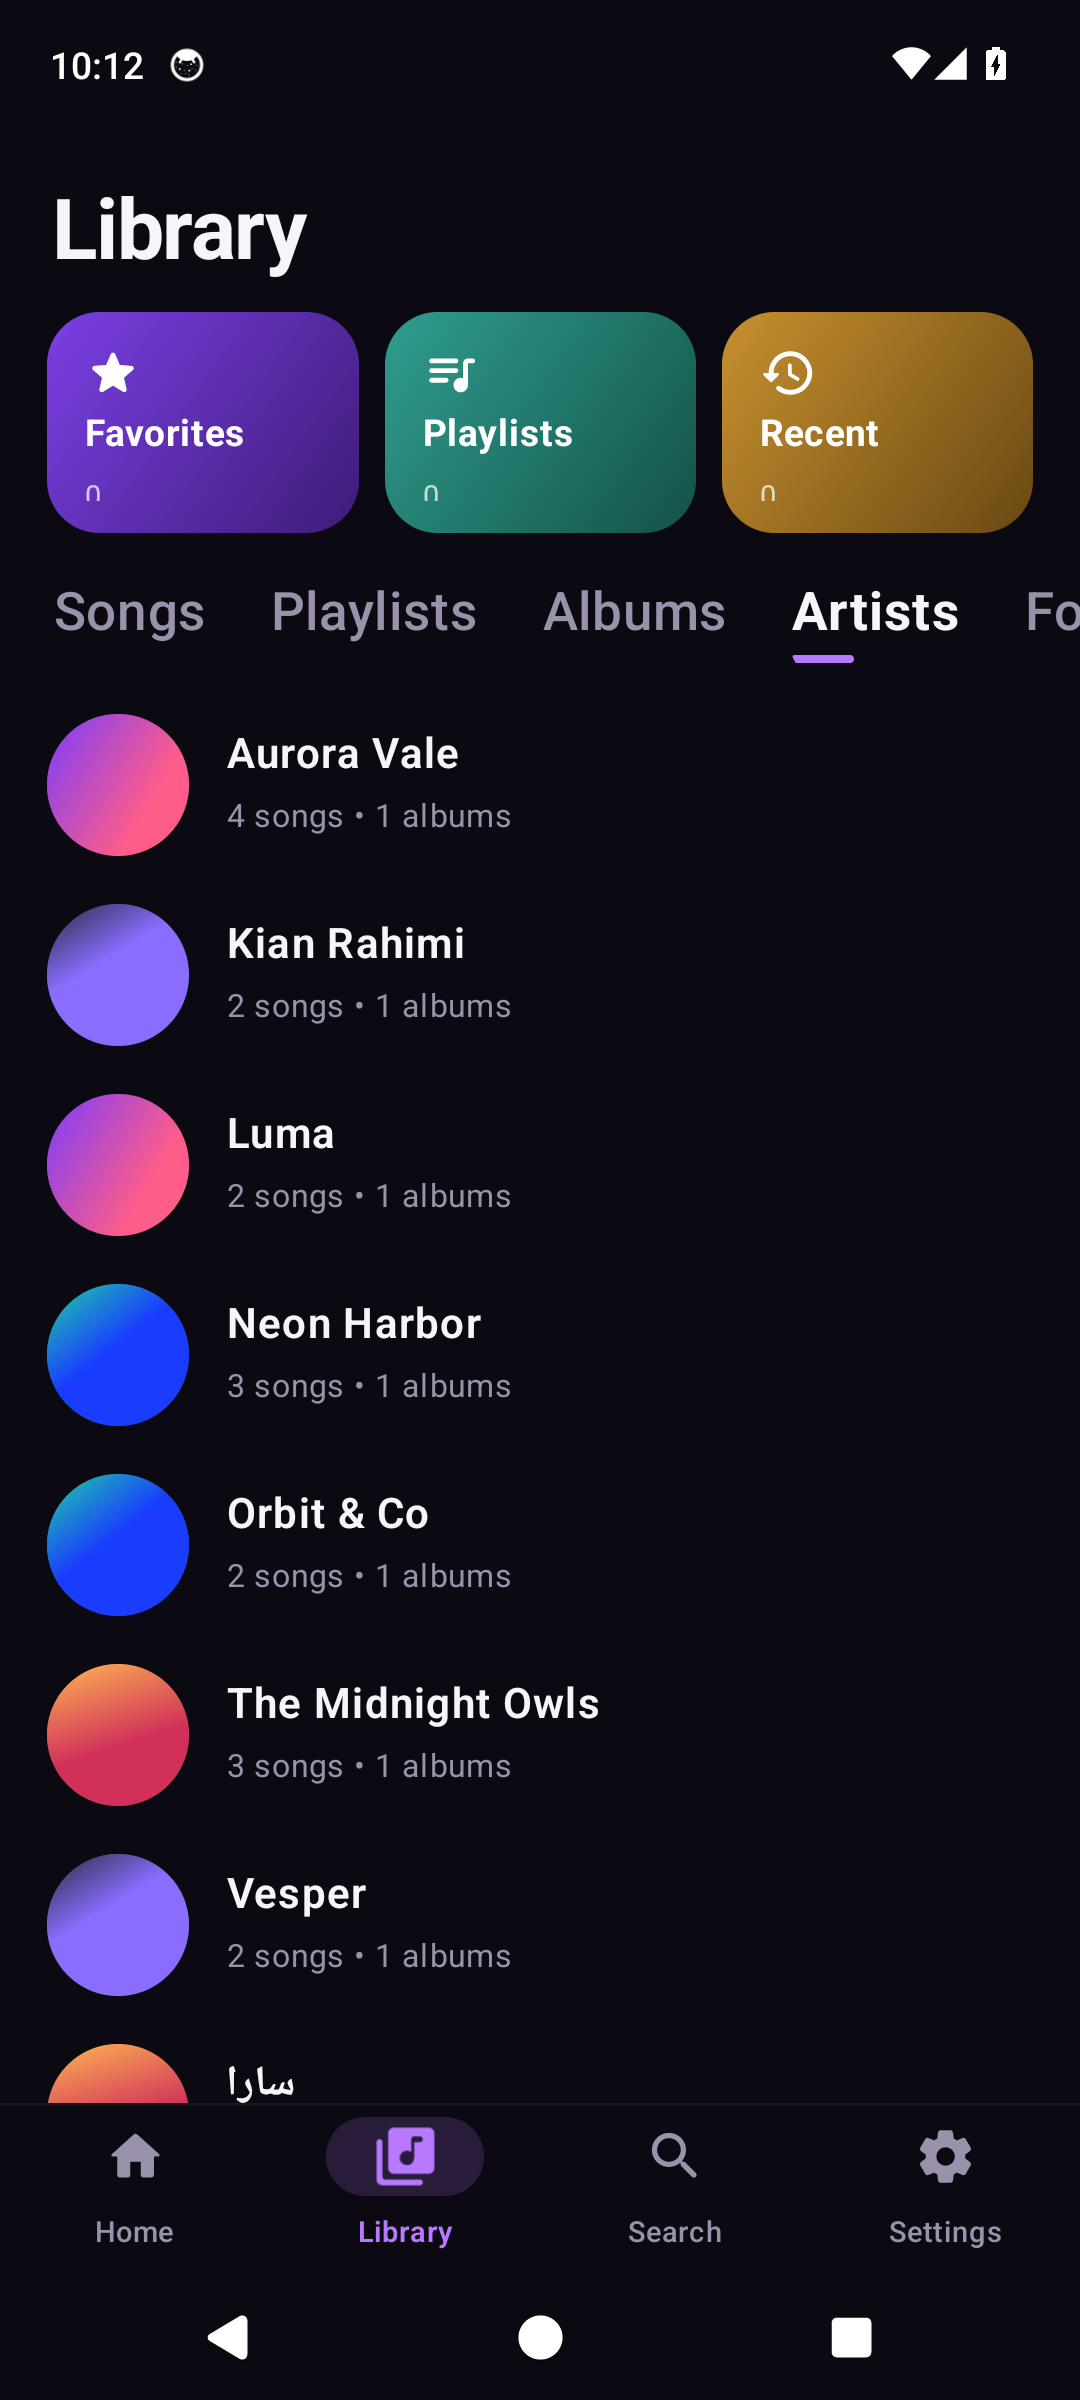 10:12
Library
Favorites
Playlists
Recent
Songs Playlists Albums Artists Fo
Aurora Vale
4 songs • 1 albums
Kian Rahimi
2 songs • 1 albums
Luma
2 songs • 1 albums
Neon Harbor
3 songs • 1 albums
Orbit & Co
2 songs • 1 albums
The Midnight Owls
3 songs • 1 albums
Vesper
2 songs • 1 albums
سارا
Home Library Search Settings